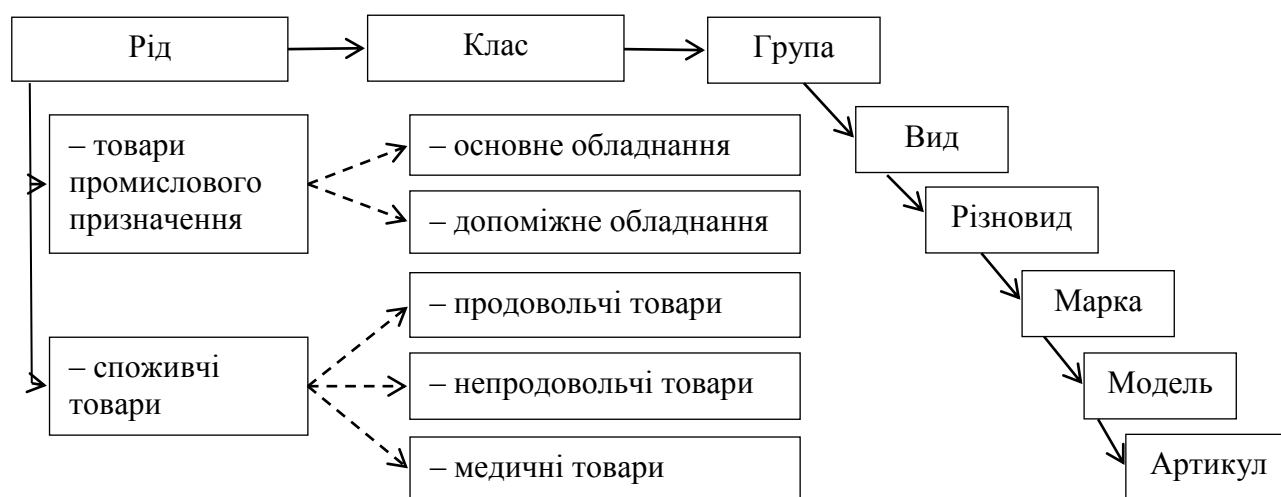 Рід
Клас
Група
Вид
Різновид
Марка
Модель
Артикул
– товари
промислового
призначення
– основне обладнання
– допоміжне обладнання
– споживчі
товари
– продовольчі товари
– непродовольчі товари
– медичні товари